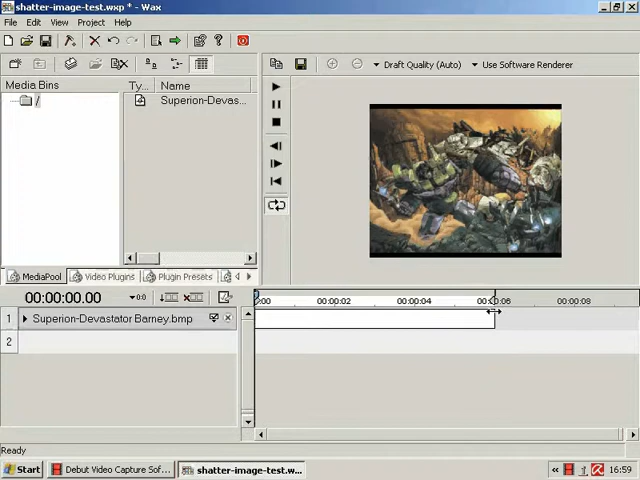 shatter-image-test.wxp * - Wax
File Edit View Project Help
Draft Quality (Auto) Use Software Renderer
Media Bins Ty... Name
/ Superion-Devas...
MediaPool Video Plugins Plugin Presets
00:00:00.00 0:0 :00 00:00:02 00:00:04 00:00:06 00:00:08
1 Superion-Devastator Barney.bmp
2
Ready
Start Debut Video Capture Sof... shatter-image-test.w... « 16:59